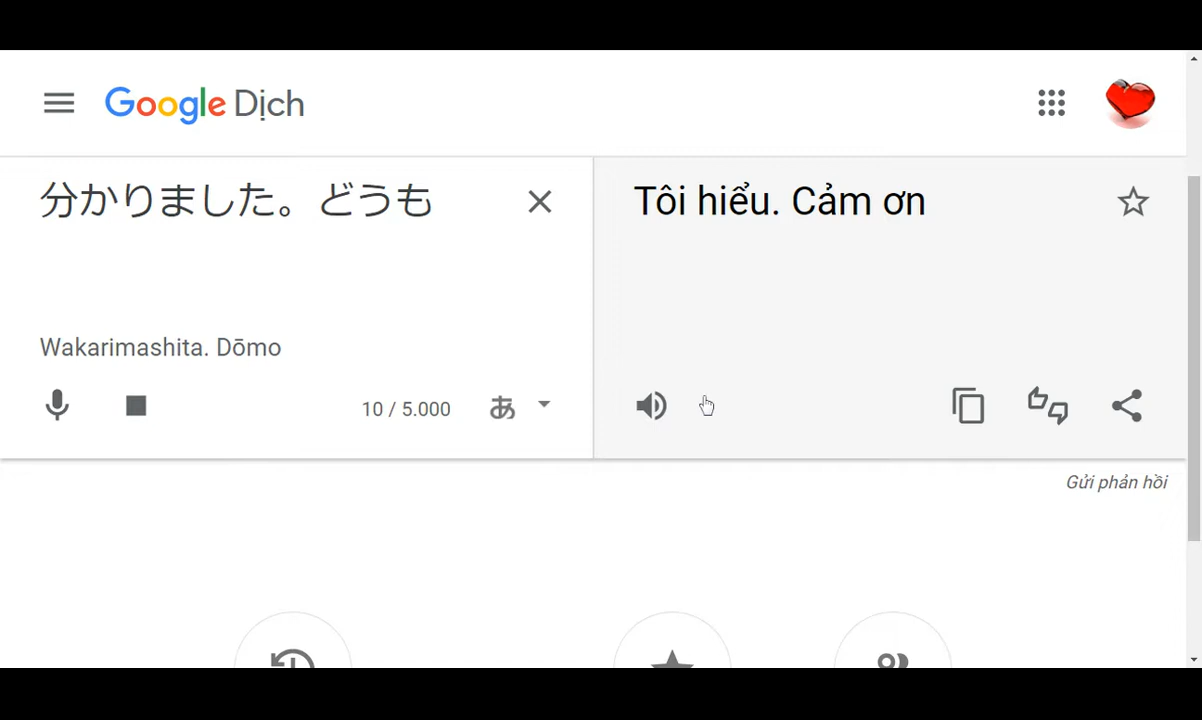 Google Dịch
分かりました。どうも
Tôi hiểu. Cảm ơn
Wakarimashita. Dōmo
10 / 5.000
あ
Gửi phản hồi